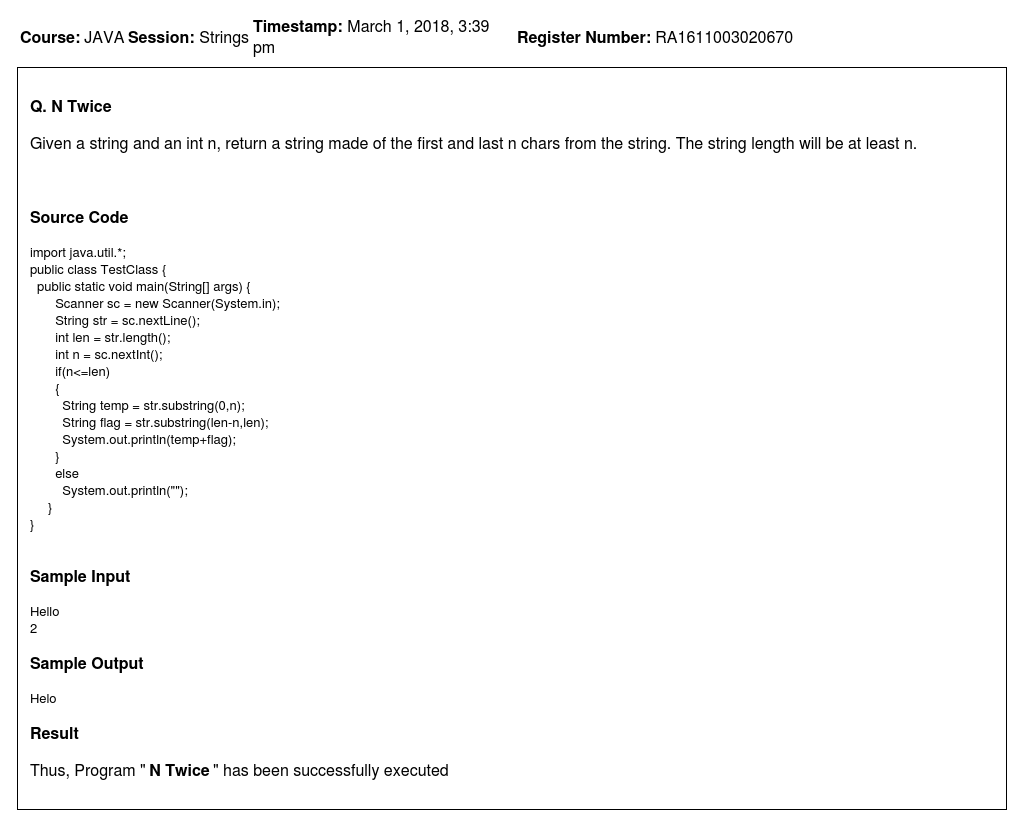 Course: JAVA Session: Strings Timestamp: March 1, 2018, 3:39 pm Register Number: RA1611003020670
Q. N Twice
Given a string and an int n, return a string made of the first and last n chars from the string. The string length will be at least n.
Source Code
import java.util.*;
public class TestClass {
  public static void main(String[] args) {
       Scanner sc = new Scanner(System.in);
       String str = sc.nextLine();
       int len = str.length();
       int n = sc.nextInt();
       if(n<=len)
       {
         String temp = str.substring(0,n);
         String flag = str.substring(len-n,len);
         System.out.println(temp+flag);
       }
       else
         System.out.println("");
     }
}
Sample Input
Hello
2
Sample Output
Helo
Result
Thus, Program " N Twice " has been successfully executed